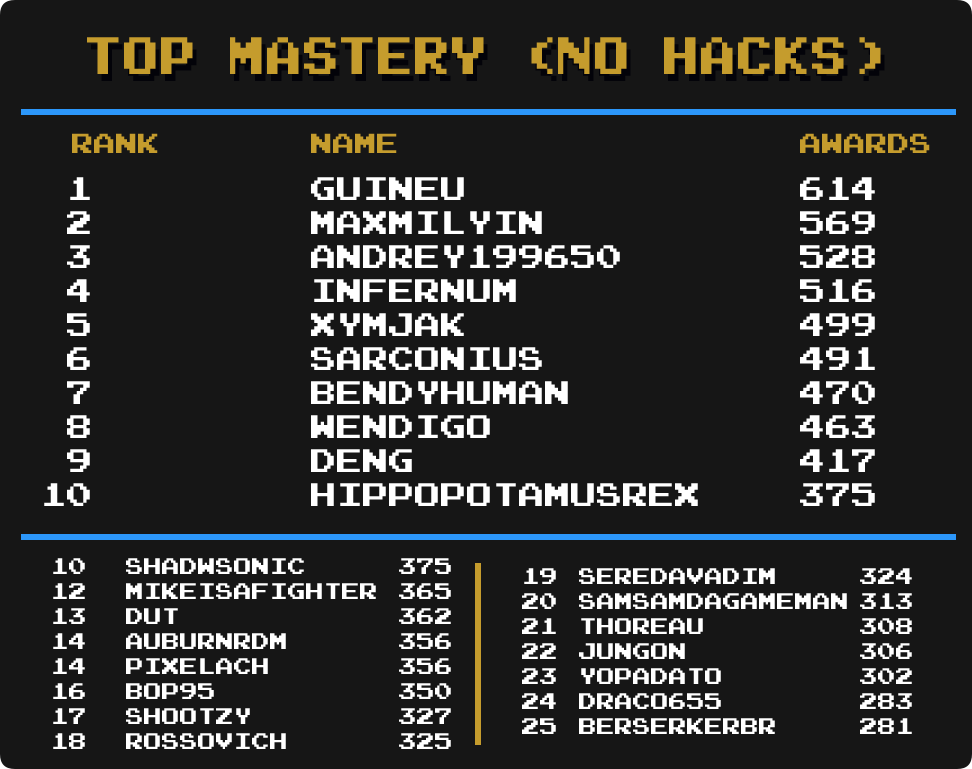 TOP MASTERY (NO HACKS)
RANK NAME AWARDS
1 GUINEU 614
2 MAXMILYIN 569
3 ANDREY199650 528
4 INFERNUM 516
5 XYMJAK 499
6 SARCONIUS 491
7 BENDYHUMAN 470
8 WENDIGO 463
9 DENG 417
10 HIPPOPOTAMUSREX 375
10 SHADWSONIC 375
12 MIKEISAFIGHTER 365
13 DUT 362
14 AUBURNRDM 356
14 PIXELACH 356
16 BOP95 350
17 SHOOTZY 327
18 ROSSOVICH 325
19 SEREDAVADIM 324
20 SAMSAMDAGAMEMAN 313
21 THOREAU 308
22 JUNGON 306
23 YOPADATO 302
24 DRACO655 283
25 BERSERKERBR 281